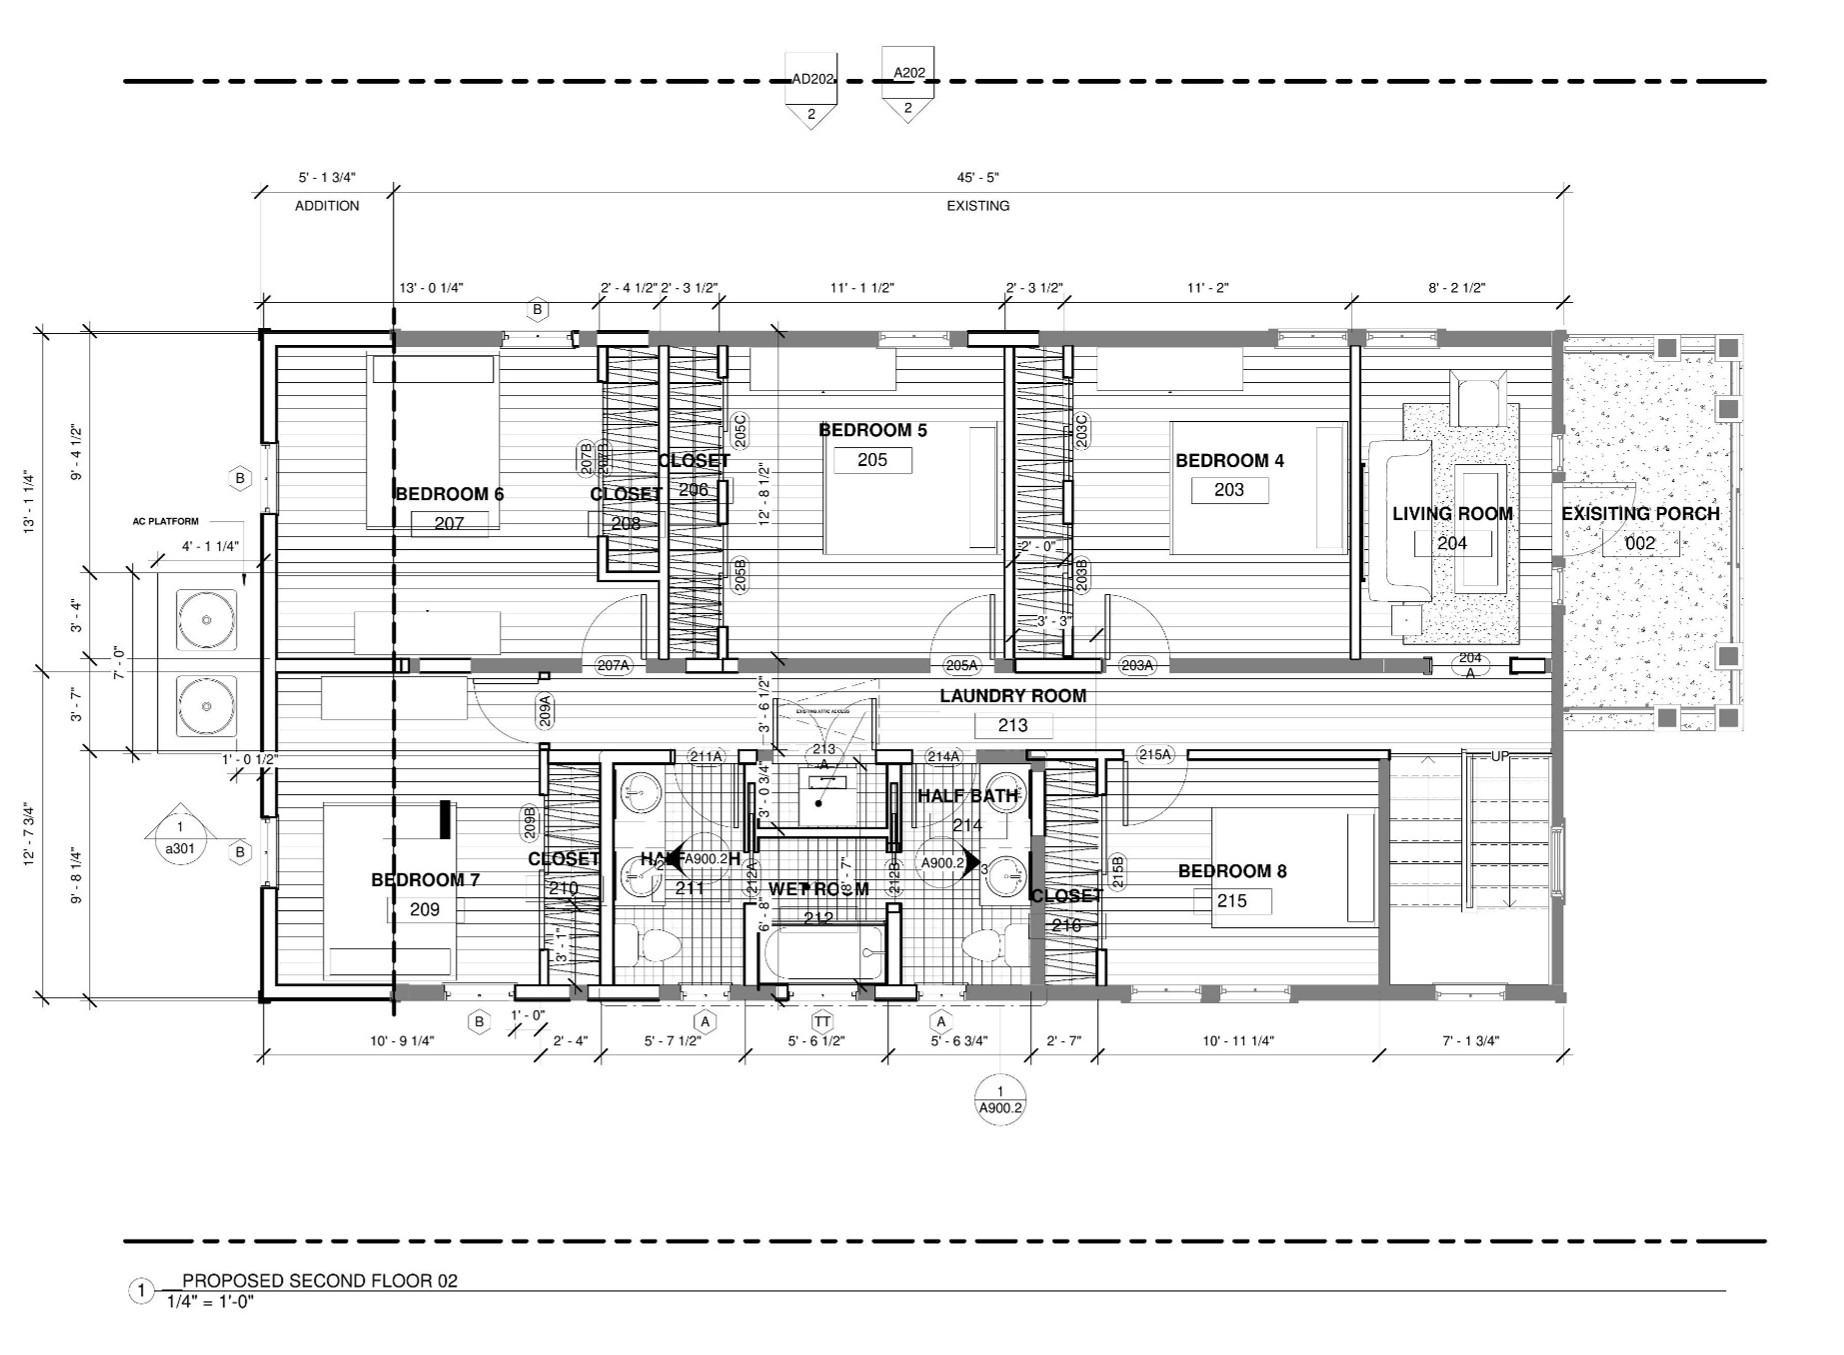 AD202
2
A202
2
5' - 1 3/4"
45' - 5"
ADDITION
EXISTING
13' - 0 1/4"
2' - 4 1/2"
2' - 3 1/2"
11' - 1 1/2"
2' - 3 1/2"
11' - 2"
8' - 2 1/2"
B
13' - 1 1/4"
9' - 4 1/2"
BEDROOM 5
205
205C
203C
CLOSET
206
BEDROOM 4
203
12' - 8 1/2"
B
207B
BEDROOM 6
207
CLOSET
208
LIVING ROOM
204
EXISITING PORCH
002
AC PLATFORM
4' - 1 1/4"
2' - 0"
205B
203B
3' - 4"
3' - 3"
7' - 0"
207A
205A
203A
204
A
3' - 7"
209A
3' - 6 1/2"
EXISTING ATTIC ACCESS
LAUNDRY ROOM
213
1' - 0 1/2"
211A
213
A
214A
215A
UP
3' - 0 3/4"
HALF BATH
214
1
a301
B
12' - 7 3/4"
9' - 8 1/4"
209B
BEDROOM 7
209
CLOSET
210
A900.2
211
212A
WET ROOM
212
8' - 7"
6' - 8"
212B
A900.2
3
CLOSET
216
215B
BEDROOM 8
215
3' - 1"
B
1' - 0"
A
TT
A
10' - 9 1/4"
2' - 4"
5' - 7 1/2"
5' - 6 1/2"
5' - 6 3/4"
2' - 7"
10' - 11 1/4"
7' - 1 3/4"
1
A900.2
1
PROPOSED SECOND FLOOR 02
1/4" = 1'-0"